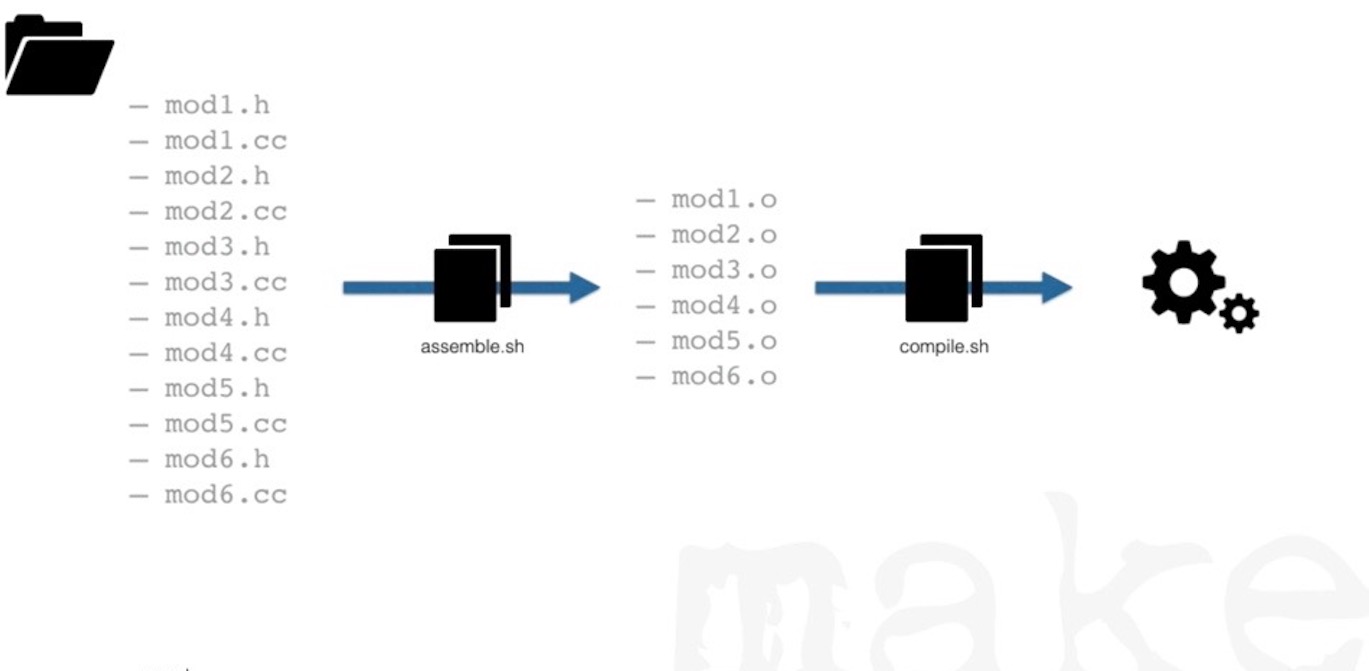 – mod1.h
– mod1.cc
– mod2.h
– mod2.cc
– mod3.h
– mod3.cc
– mod4.h
– mod4.cc
– mod5.h
– mod5.cc
– mod6.h
– mod6.cc
assemble.sh
– mod1.o
– mod2.o
– mod3.o
– mod4.o
– mod5.o
– mod6.o
compile.sh
make